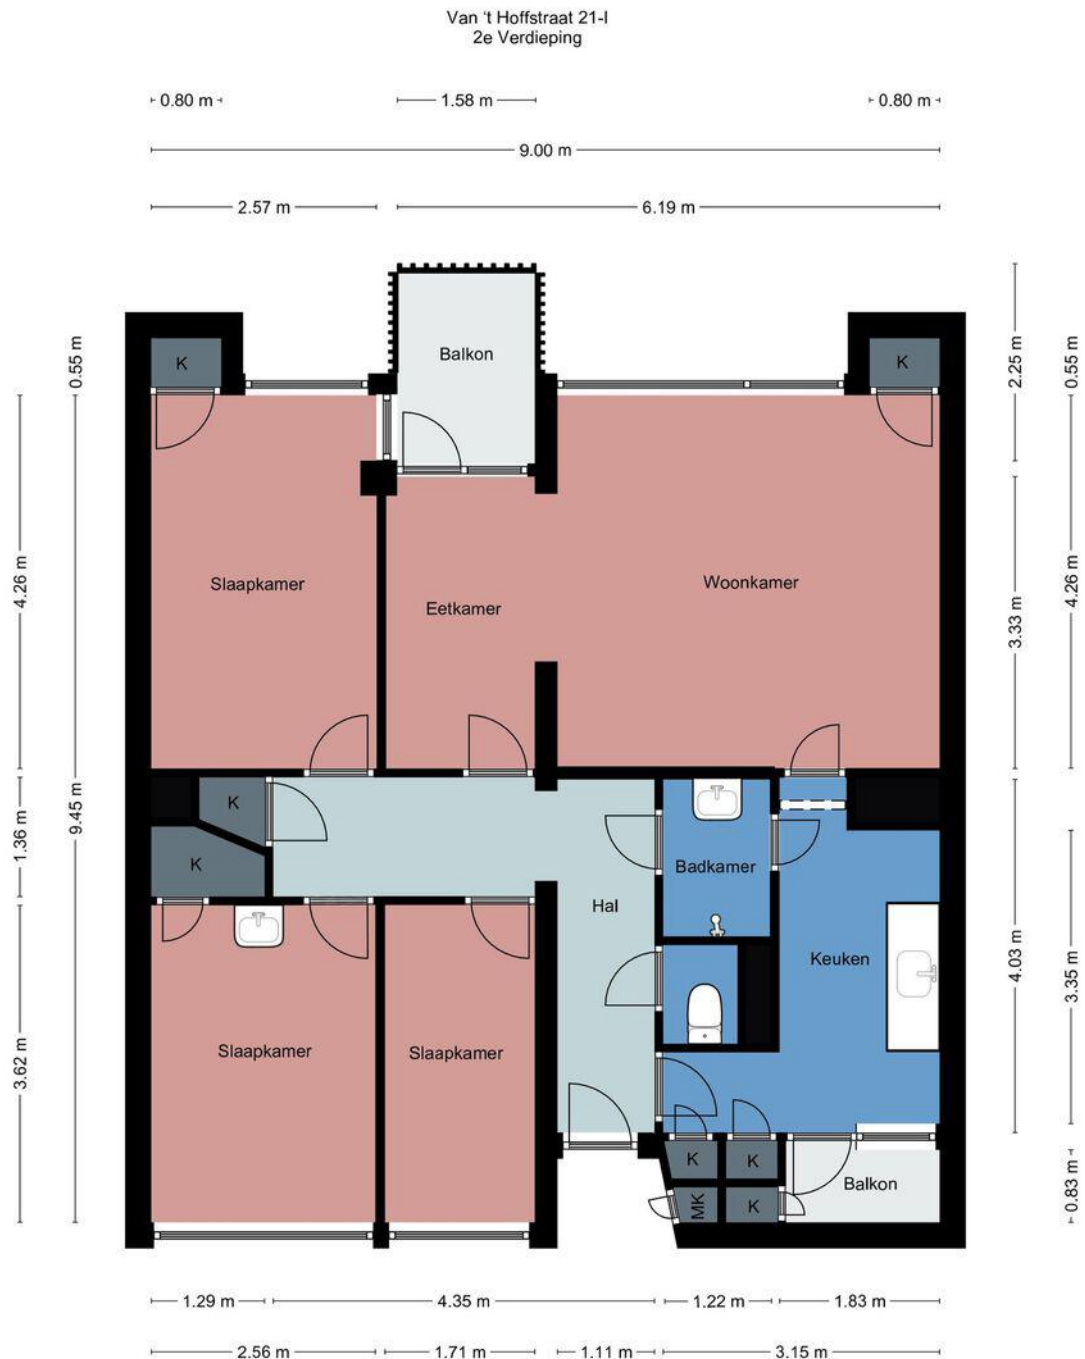 Van 't Hoffstraat 21-I
2e Verdieping
0.80 m
1.58 m
0.80 m
9.00 m
2.57 m
6.19 m
K
Balkon
K
0.55 m
2.25 m
0.55 m
Slaapkamer
Eetkamer
Woonkamer
4.26 m
3.33 m
4.26 m
K
K
1.36 m
9.45 m
Badkamer
Hal
Keuken
4.03 m
3.35 m
Slaapkamer
Slaapkamer
3.62 m
K
K
MK
K
Balkon
0.83 m
1.29 m
4.35 m
1.22 m
1.83 m
2.56 m
1.71 m
1.11 m
3.15 m